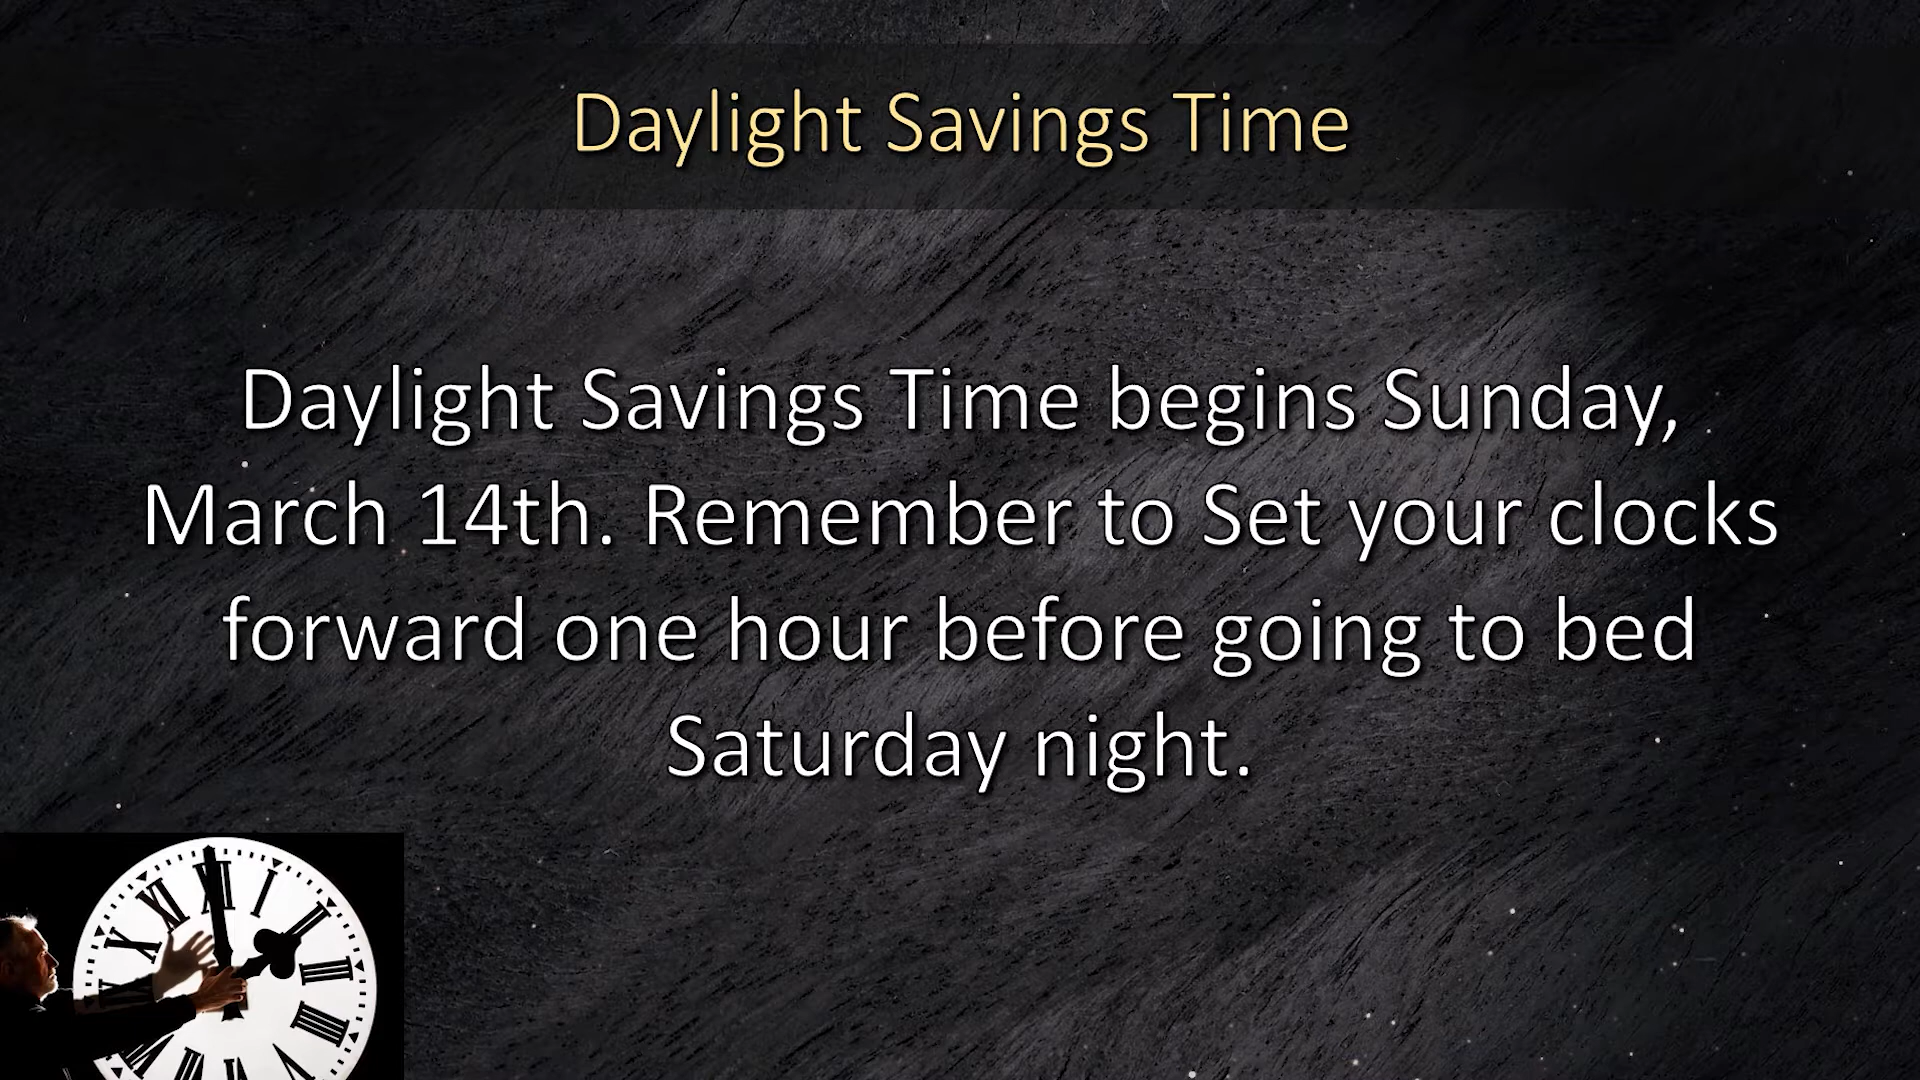 Daylight Savings Time
Daylight Savings Time begins Sunday,
March 14th. Remember to Set your clocks
forward one hour before going to bed
Saturday night.